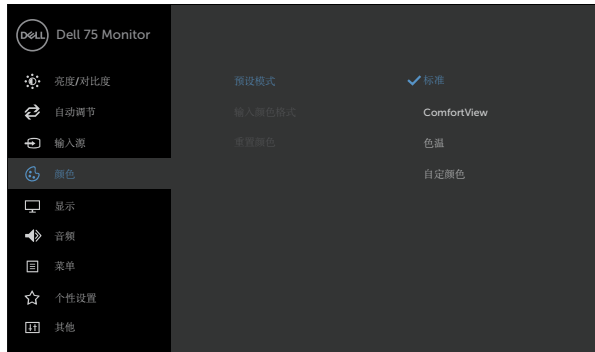 DELL Dell 75 Monitor
亮度/对比度
自动调节
输入源
颜色
显示
音频
菜单
个性设置
其他
预设模式
输入颜色格式
重置颜色
标准
ComfortView
色温
自定颜色